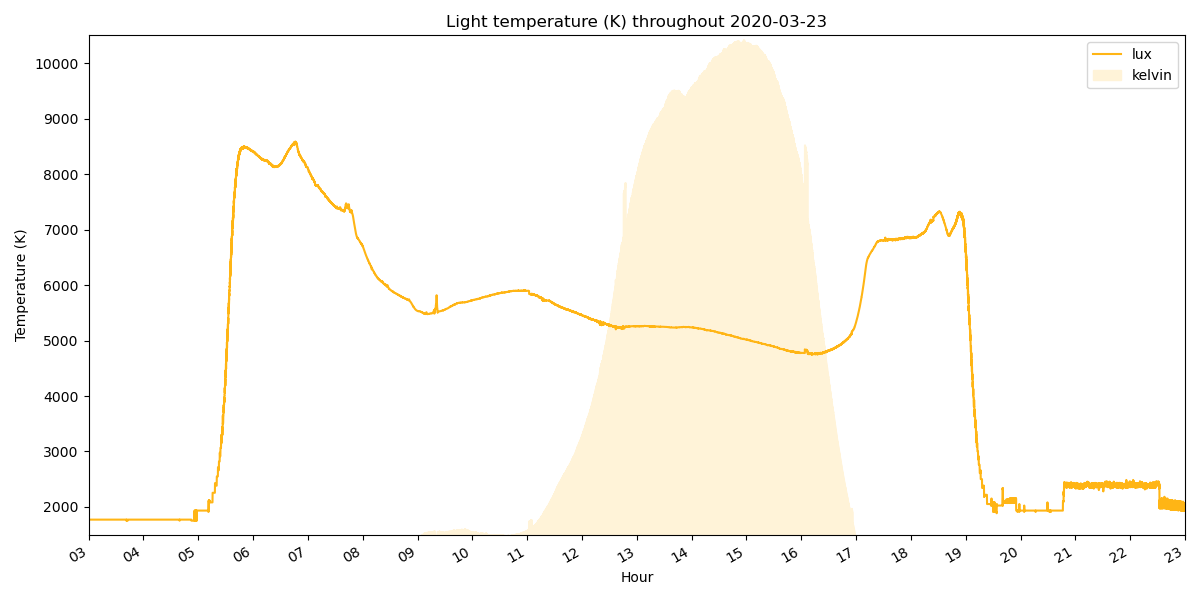 Light temperature (K) throughout 2020-03-23
lux
kelvin
Temperature (K)
10000
9000
8000
7000
6000
5000
4000
3000
2000
03 04 05 06 07 08 09 10 11 12 13 14 15 16 17 18 19 20 21 22 23
Hour